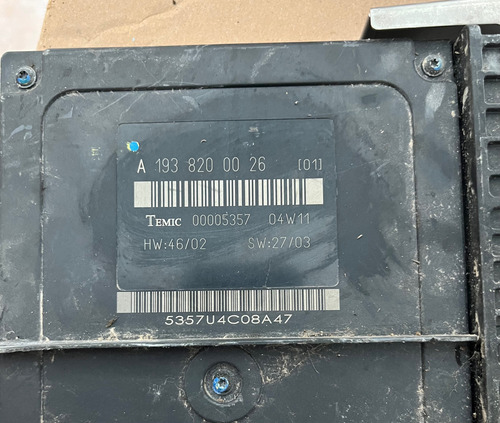 A 193 820 00 26 [01]
TEMIC 00005357 04W11
HW:46/02 SW:27/03
5357U4C08A47